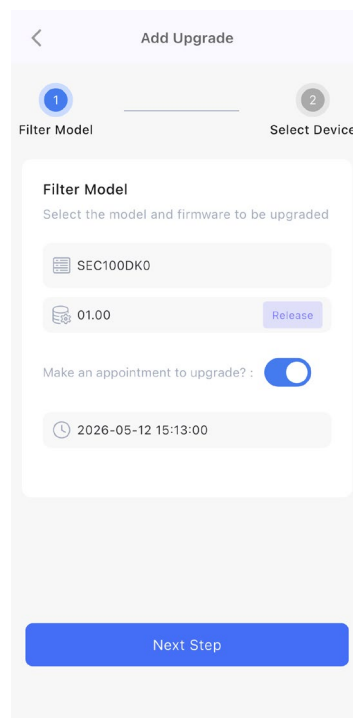 Add Upgrade
1
2
Filter Model
Select Device
Filter Model
Select the model and firmware to be upgraded
SEC100DK0
01.00
Release
Make an appointment to upgrade? :
2026-05-12 15:13:00
Next Step